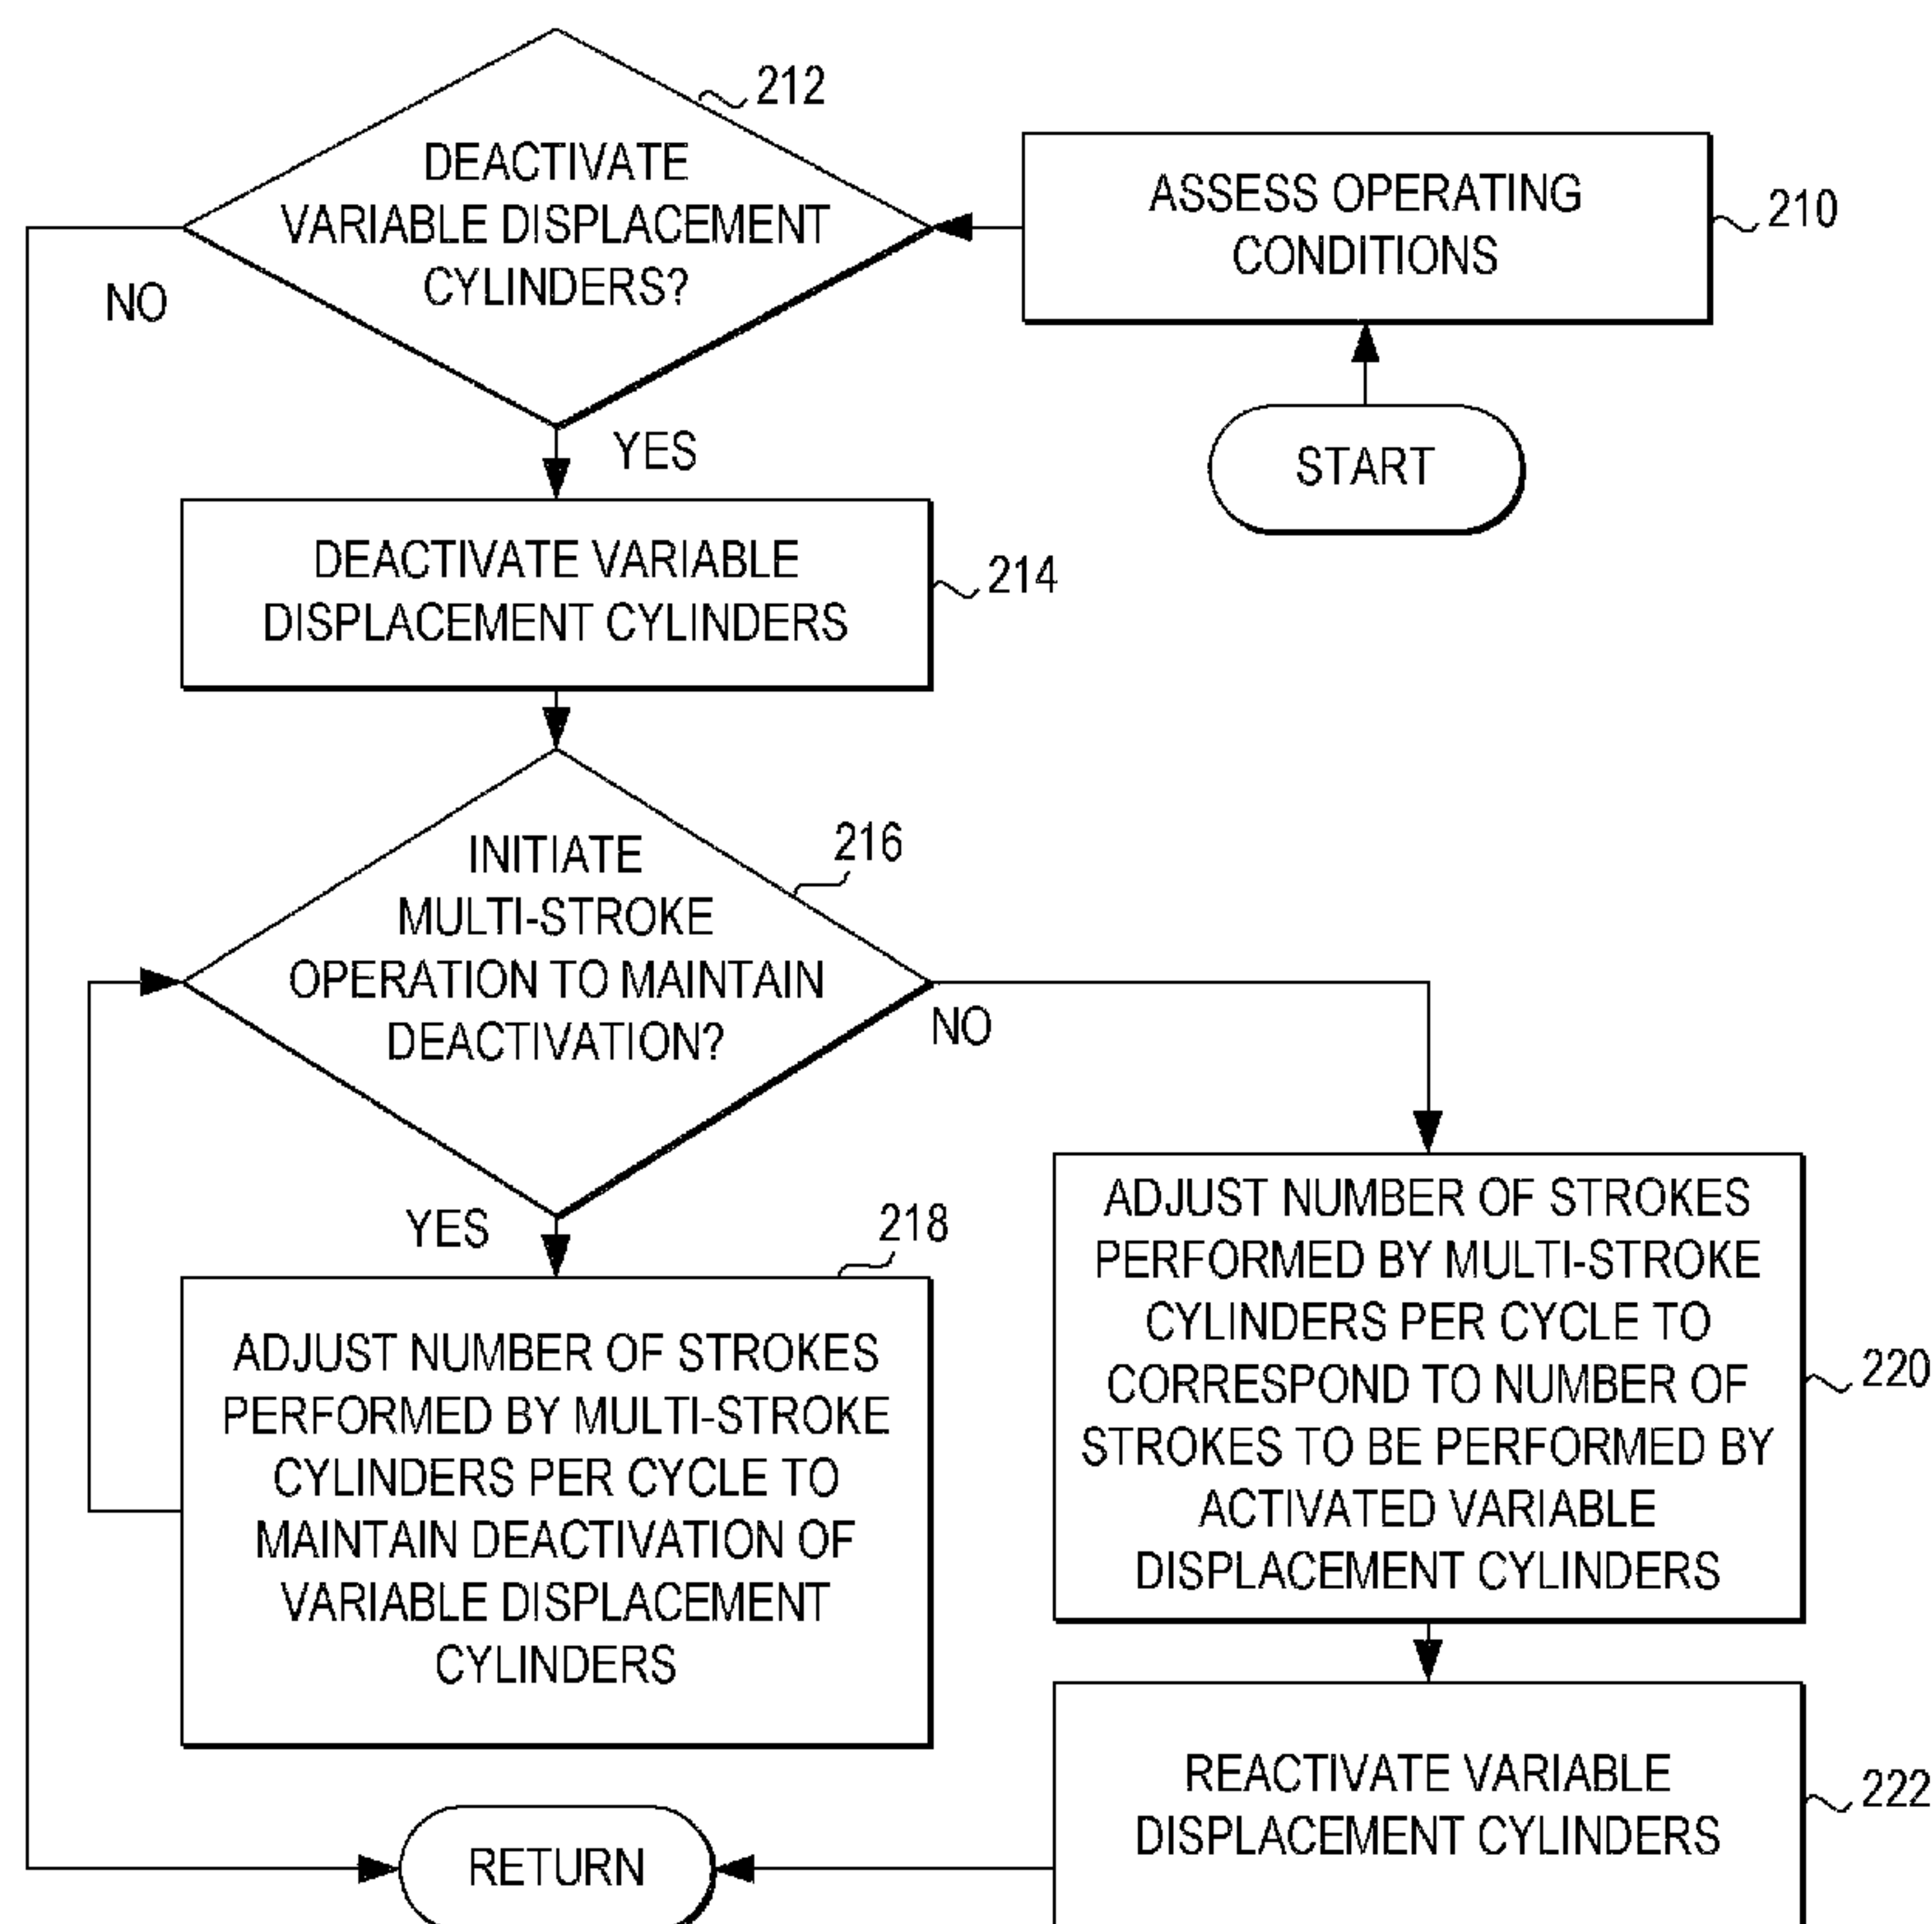 START
ASSESS OPERATING
CONDITIONS
210
212
DEACTIVATE
VARIABLE DISPLACEMENT
CYLINDERS?
NO
YES
DEACTIVATE VARIABLE
DISPLACEMENT CYLINDERS
214
INITIATE
MULTI-STROKE
OPERATION TO MAINTAIN
DEACTIVATION?
216
NO
YES
218
ADJUST NUMBER OF STROKES
PERFORMED BY MULTI-STROKE
CYLINDERS PER CYCLE TO
MAINTAIN DEACTIVATION OF
VARIABLE DISPLACEMENT
CYLINDERS
ADJUST NUMBER OF STROKES
PERFORMED BY MULTI-STROKE
CYLINDERS PER CYCLE TO
CORRESPOND TO NUMBER OF
STROKES TO BE PERFORMED BY
ACTIVATED VARIABLE
DISPLACEMENT CYLINDERS
220
REACTIVATE VARIABLE
DISPLACEMENT CYLINDERS
222
RETURN